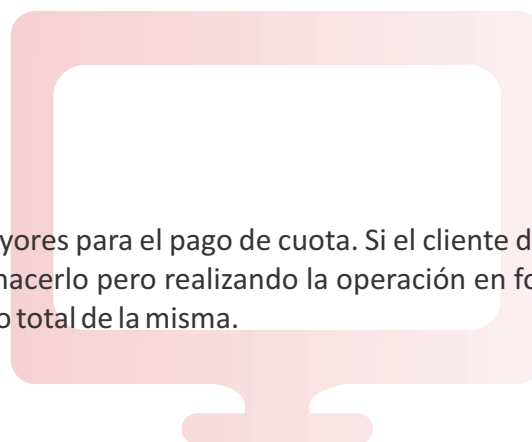 yores para el pago de cuota. Si el cliente d
hacerlo pero realizando la operación en fo
o total de la misma.